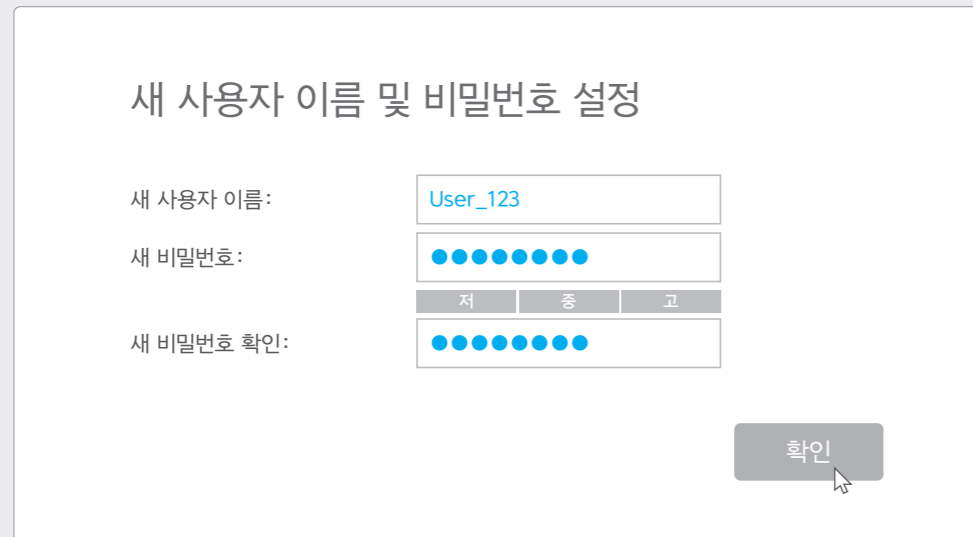 새 사용자 이름 및 비밀번호 설정
새 사용자 이름: User_123
새 비밀번호: ●●●●●●●●
저 중 고
새 비밀번호 확인: ●●●●●●●●
확인